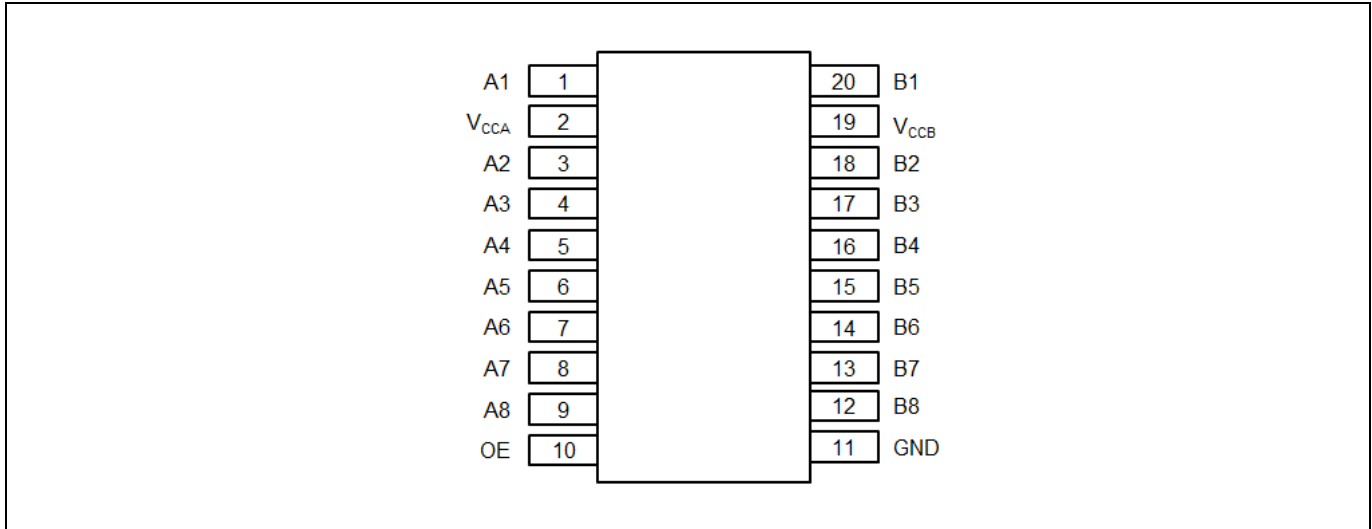 A1 1 20 B1
VCCA 2 19 VCCB
A2 3 18 B2
A3 4 17 B3
A4 5 16 B4
A5 6 15 B5
A6 7 14 B6
A7 8 13 B7
A8 9 12 B8
OE 10 11 GND